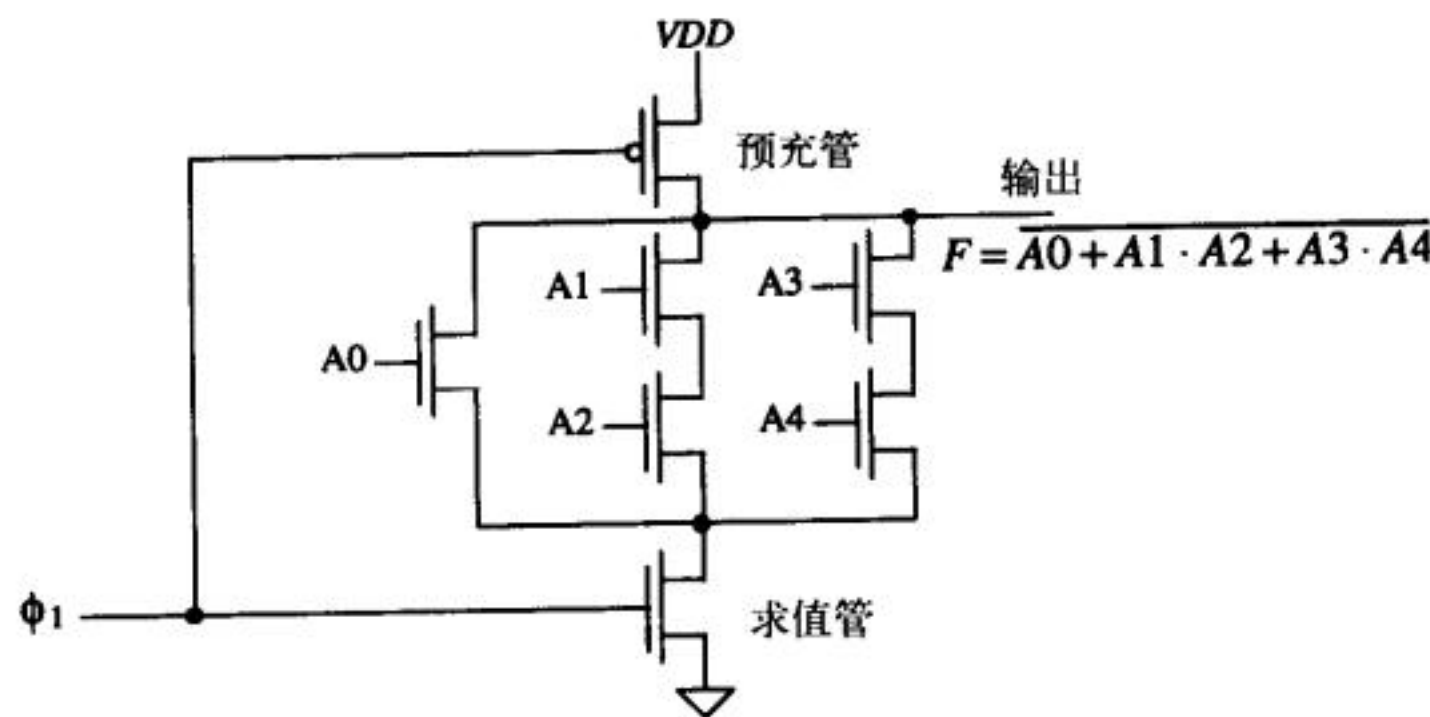 VDD
预充管
输出
F = \overline{A0 + A1 · A2 + A3 · A4}
A1
A3
A0
A2
A4
ϕ1
求值管